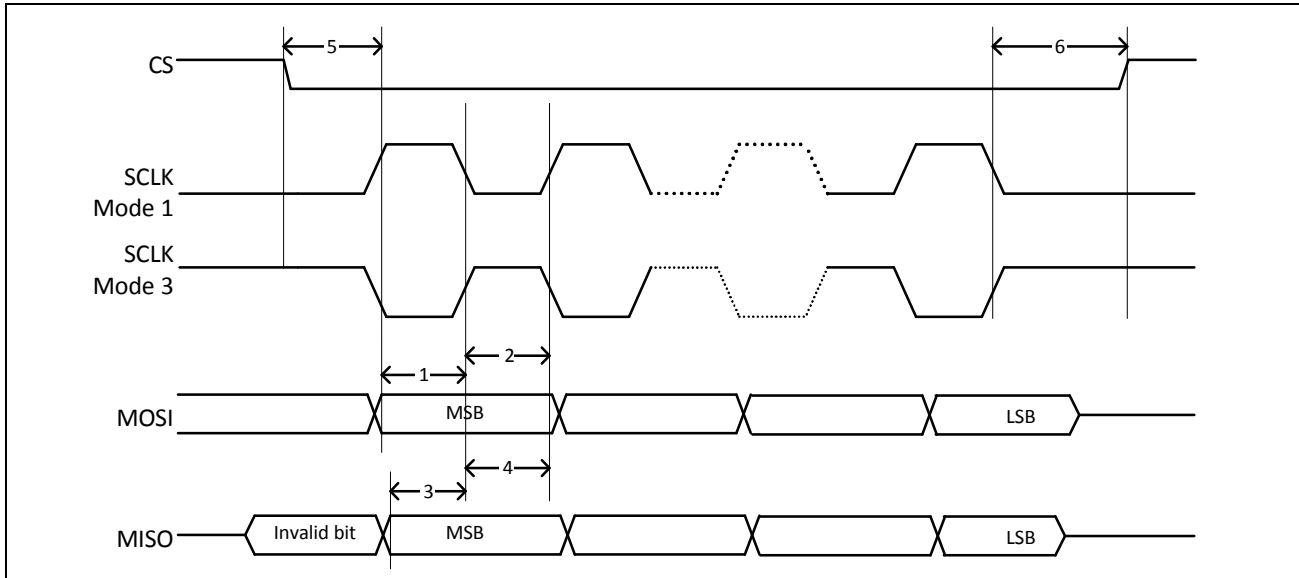 5
6
CS
SCLK
Mode 1
SCLK
Mode 3
2
1
MOSI
MSB
LSB
4
3
MISO
Invalid bit
MSB
LSB